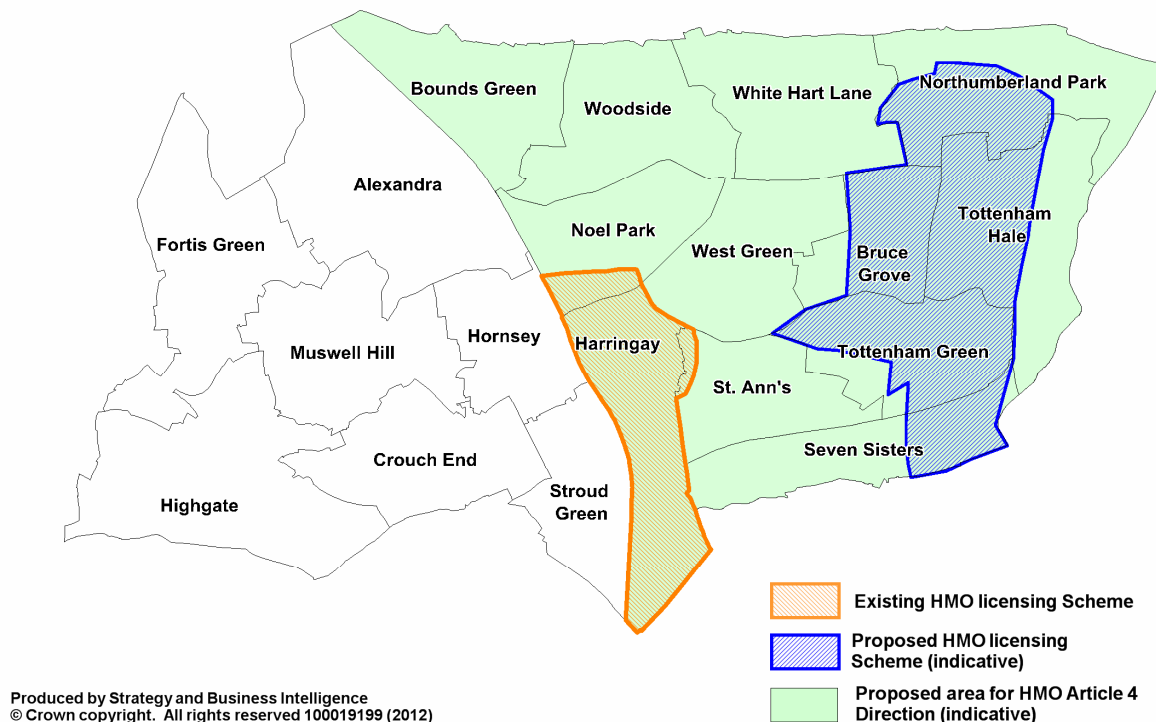 Bounds Green
Woodside
White Hart Lane
Northumberland Park
Alexandra
Fortis Green
Noel Park
West Green
Bruce
Grove
Tottenham
Hale
Muswell Hill
Hornsey
Harringay
Tottenham Green
St. Ann's
Crouch End
Seven Sisters
Highgate
Stroud
Green
Existing HMO licensing Scheme
Proposed HMO licensing
Scheme (indicative)
Proposed area for HMO Article 4
Direction (indicative)
Produced by Strategy and Business Intelligence
© Crown copyright. All rights reserved 100019199 (2012)